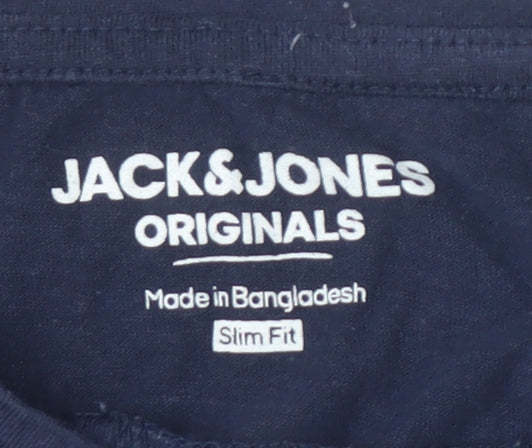 JACK&JONES
ORIGINALS
Made in Bangladesh
Slim Fit